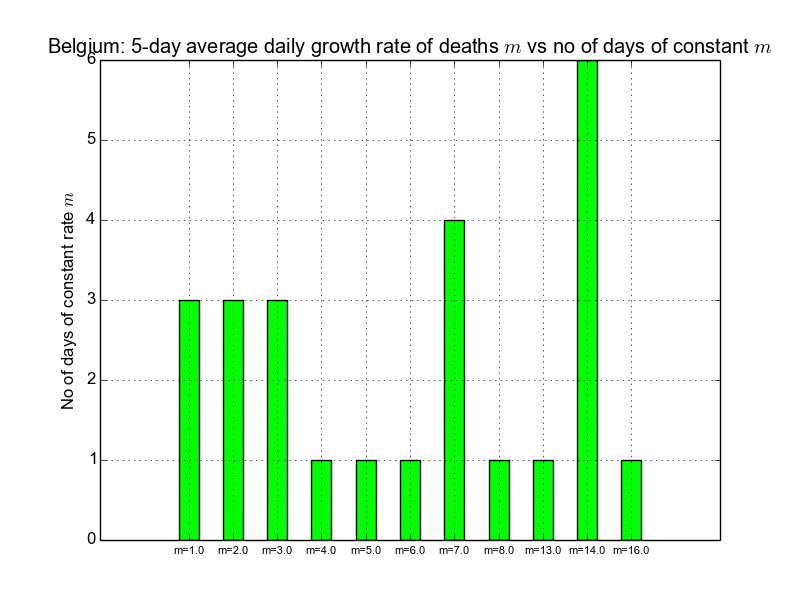 Belgium: 5-day average daily growth rate of deaths m vs no of days of constant m
6
5
4
3
2
1
0
No of days of constant rate m
m=1.0 m=2.0 m=3.0 m=4.0 m=5.0 m=6.0 m=7.0 m=8.0 m=13.0 m=14.0 m=16.0